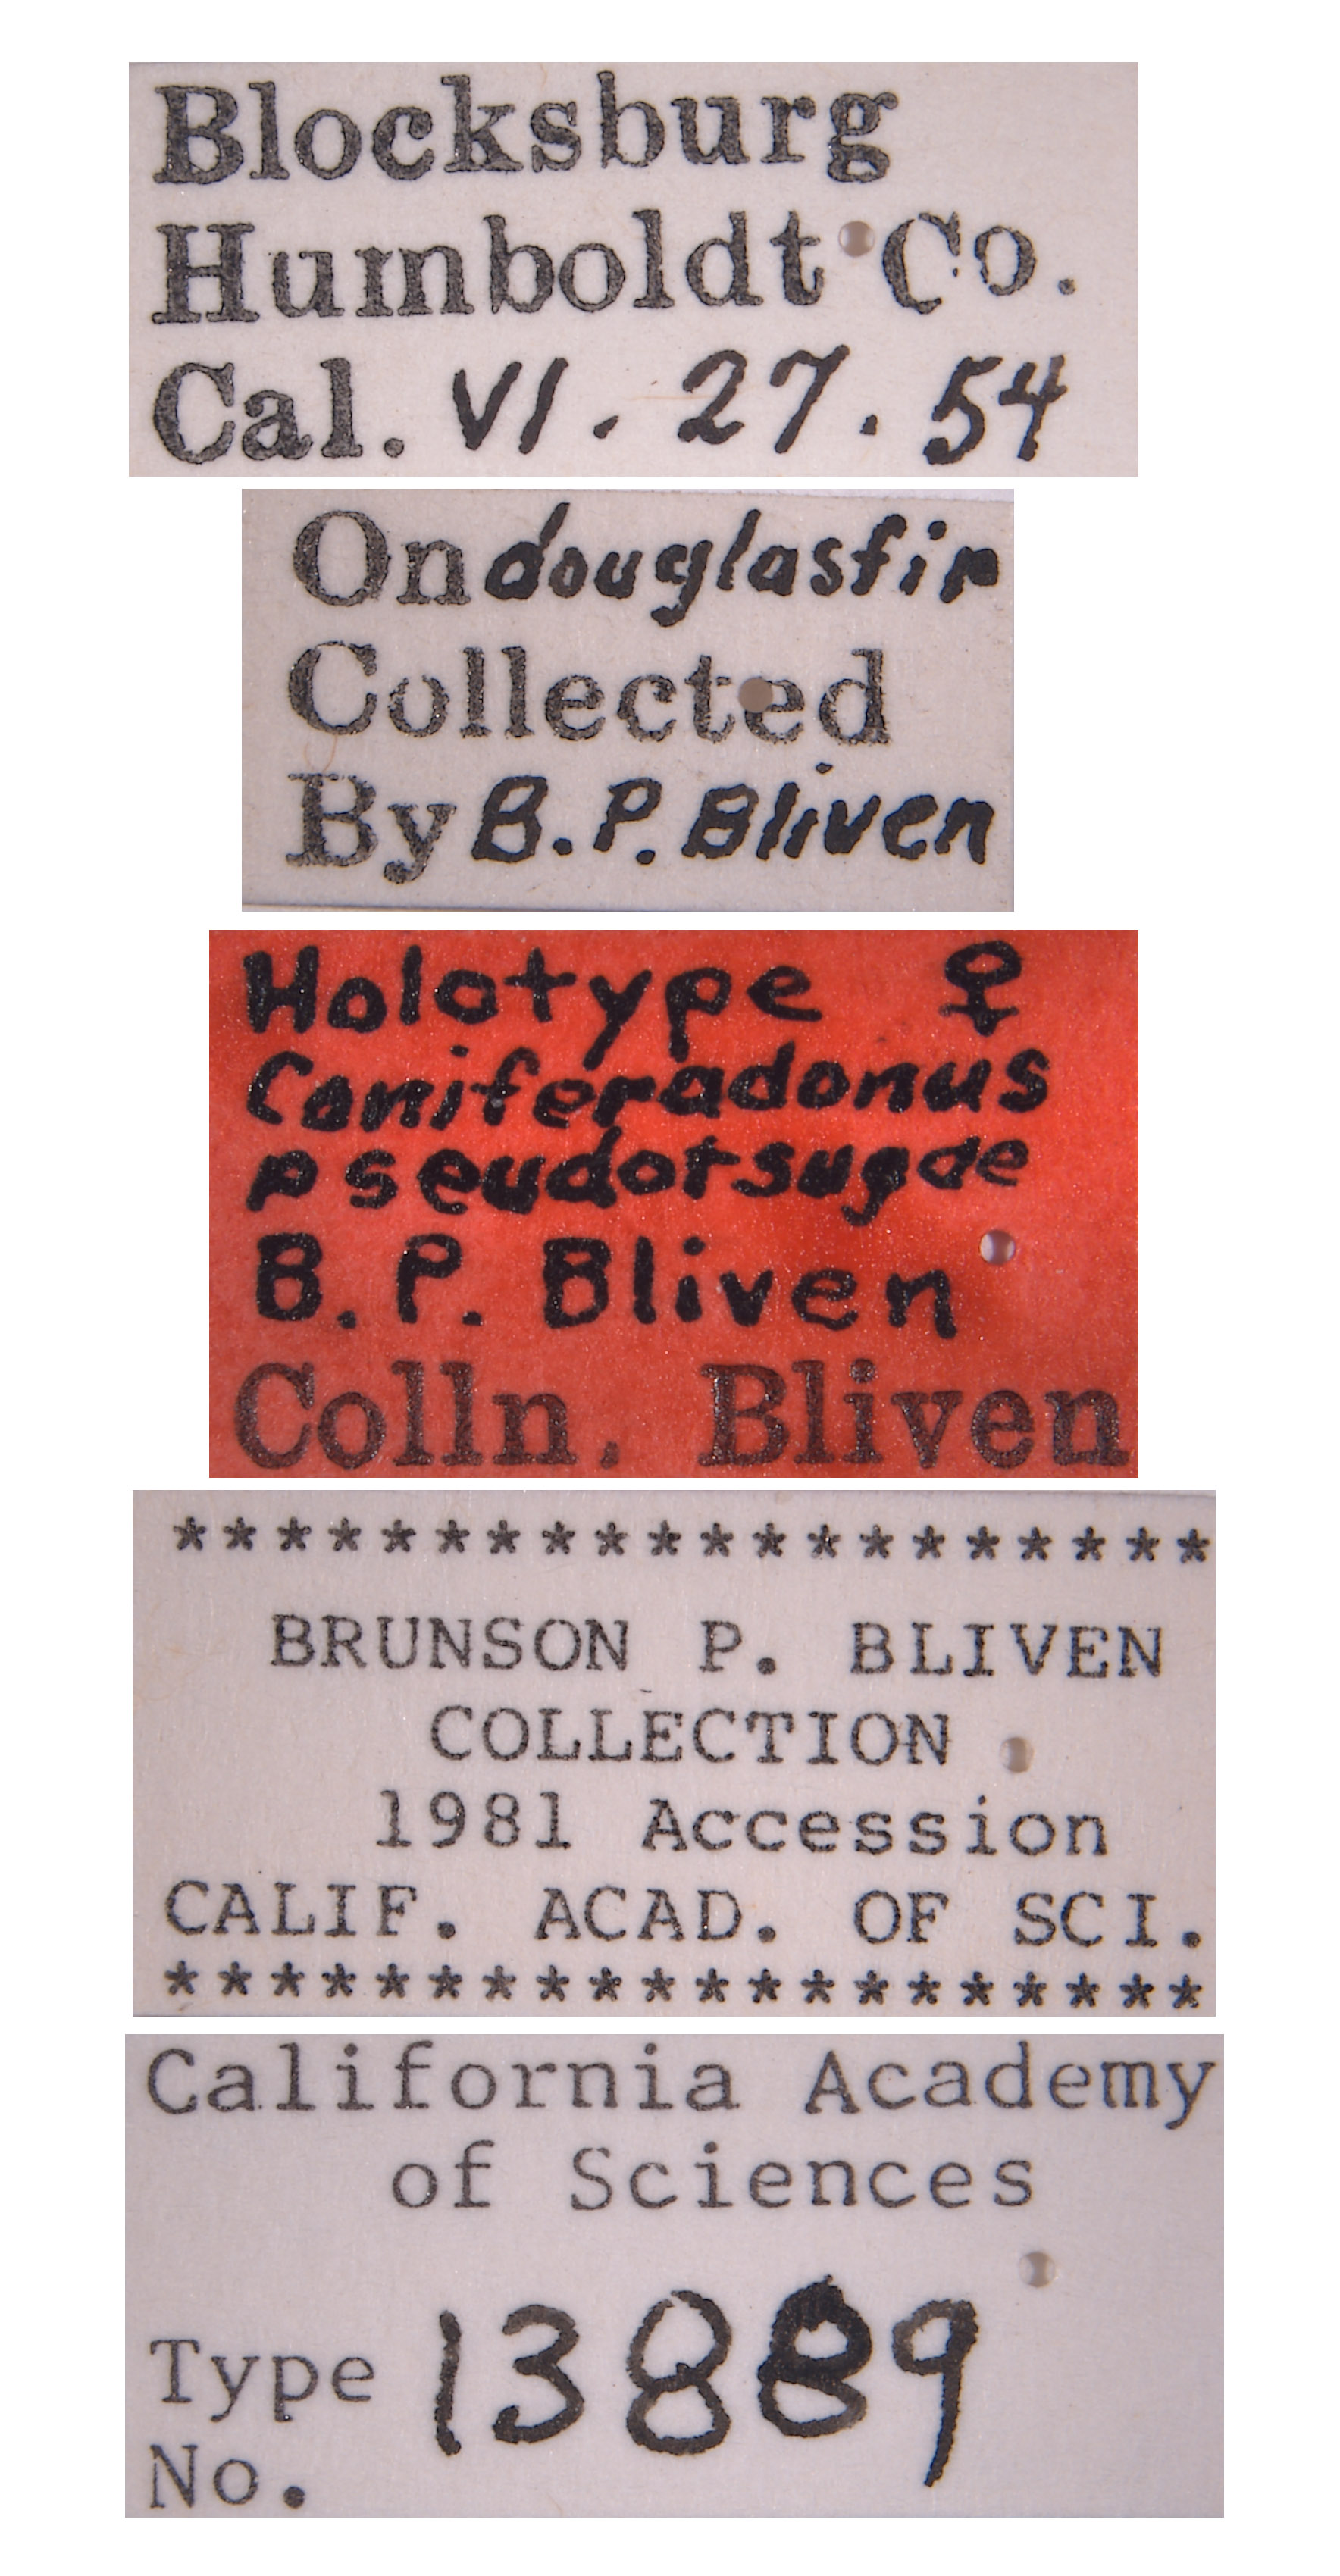 Blocksburg
Humboldt Co.
Cal. VI. 27. 54
On douglasfir
Collected
By B.P. Bliven
Holotype ♀
Coniferadonus
pseudotsugae
B. P. Bliven
Colln. Bliven
* * * * * * * * * * * * * * * * * * * *
BRUNSON P. BLIVEN
COLLECTION
1981 Accession
CALIF. ACAD. OF SCI.
* * * * * * * * * * * * * * * * * * * *
California Academy
of Sciences
Type 13889
No.